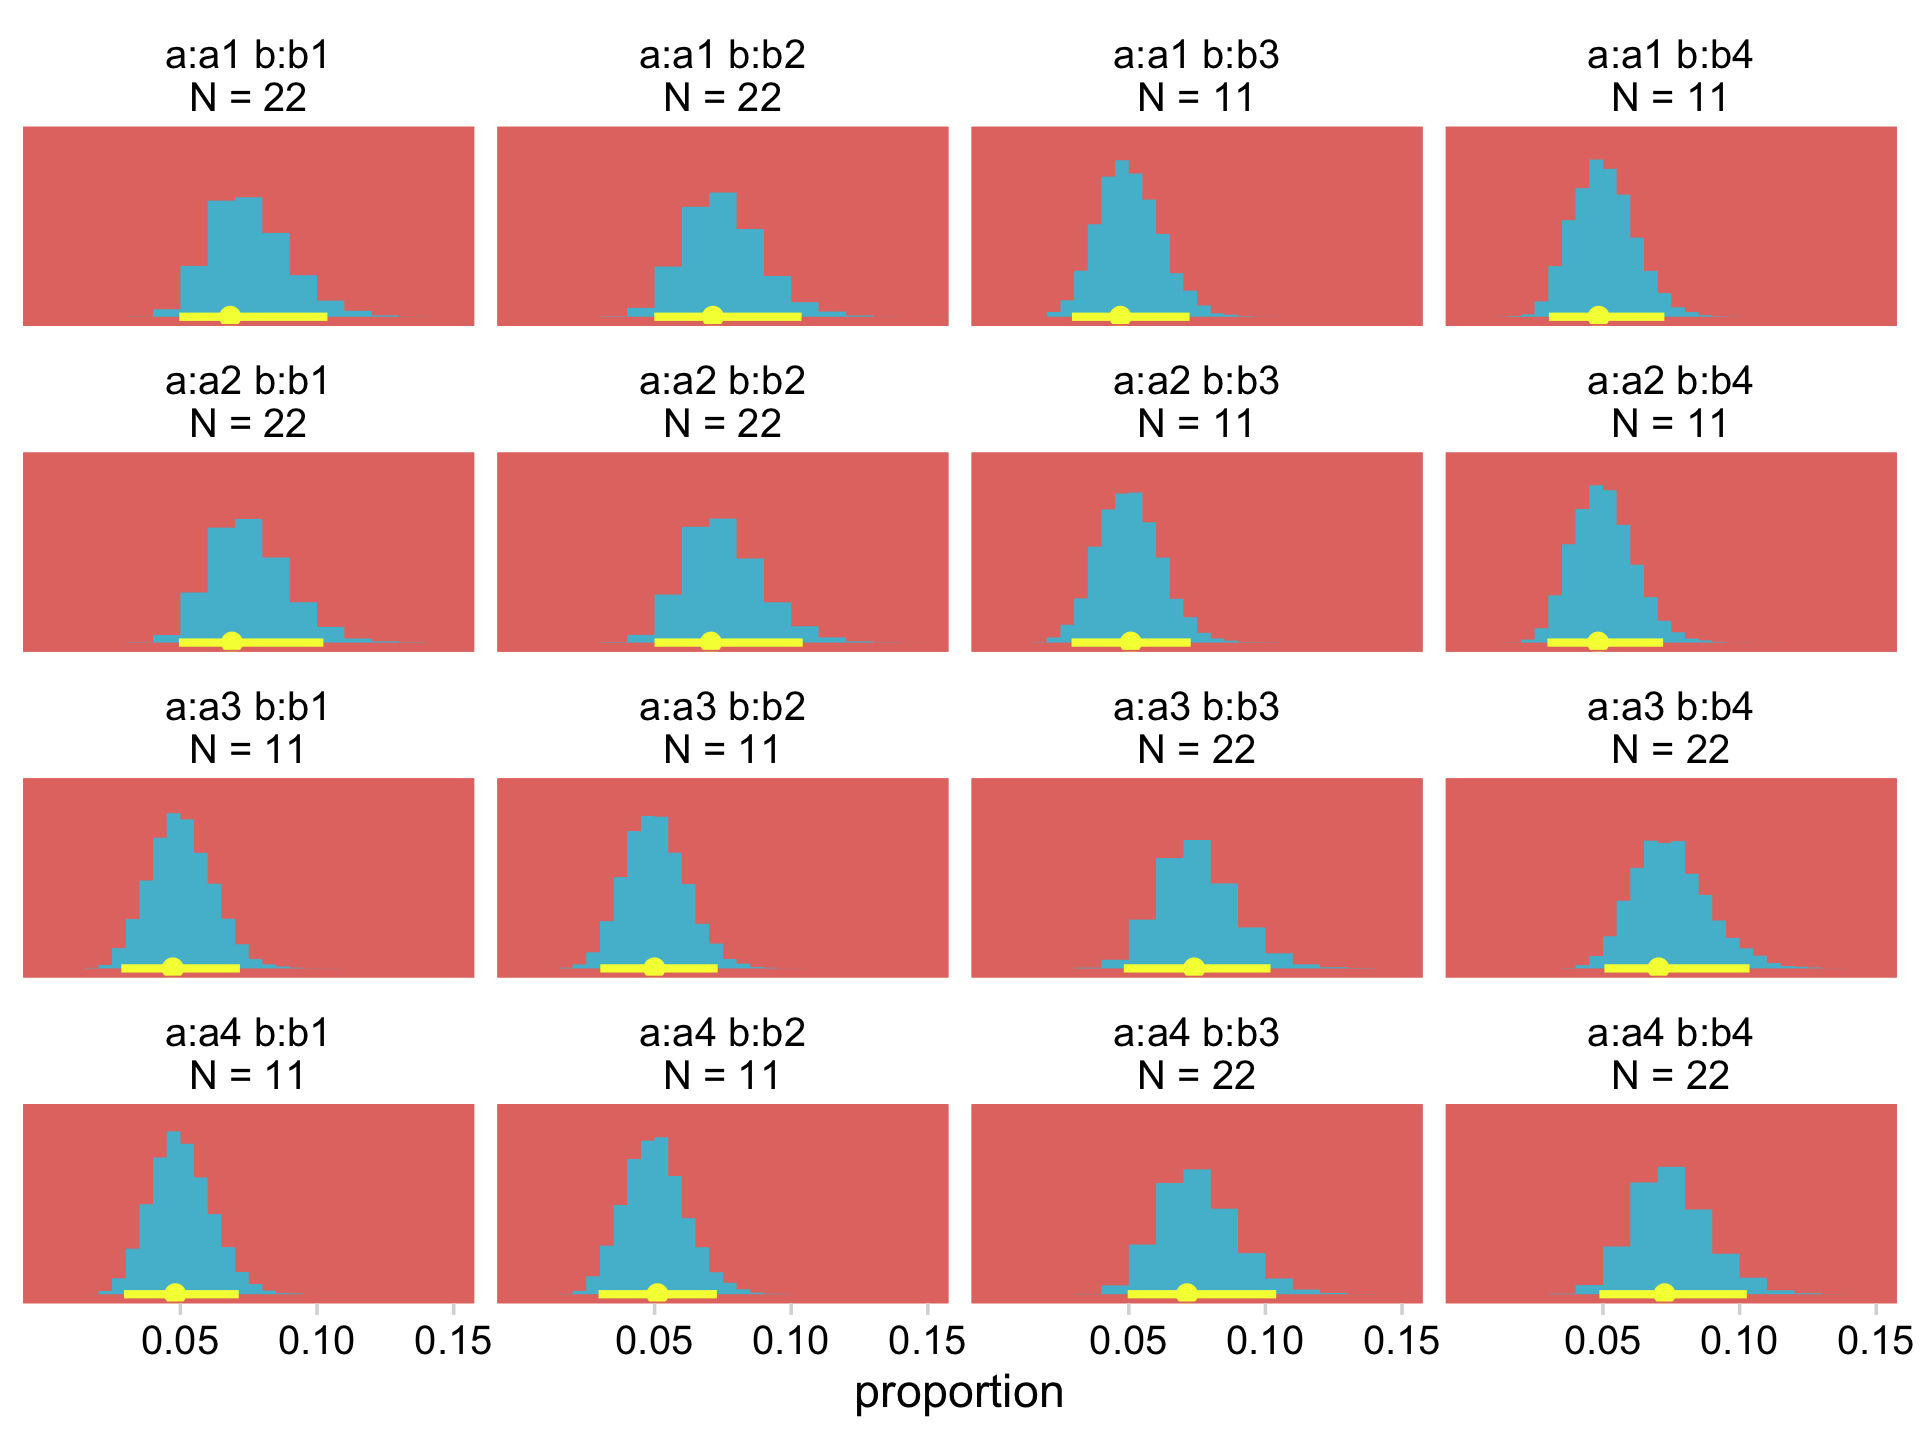 a:a1 b:b1
N = 22
a:a1 b:b2
N = 22
a:a1 b:b3
N = 11
a:a1 b:b4
N = 11
a:a2 b:b1
N = 22
a:a2 b:b2
N = 22
a:a2 b:b3
N = 11
a:a2 b:b4
N = 11
a:a3 b:b1
N = 11
a:a3 b:b2
N = 11
a:a3 b:b3
N = 22
a:a3 b:b4
N = 22
a:a4 b:b1
N = 11
a:a4 b:b2
N = 11
a:a4 b:b3
N = 22
a:a4 b:b4
N = 22
0.05 0.10 0.15 0.05 0.10 0.15 0.05 0.10 0.15 0.05 0.10 0.15
proportion